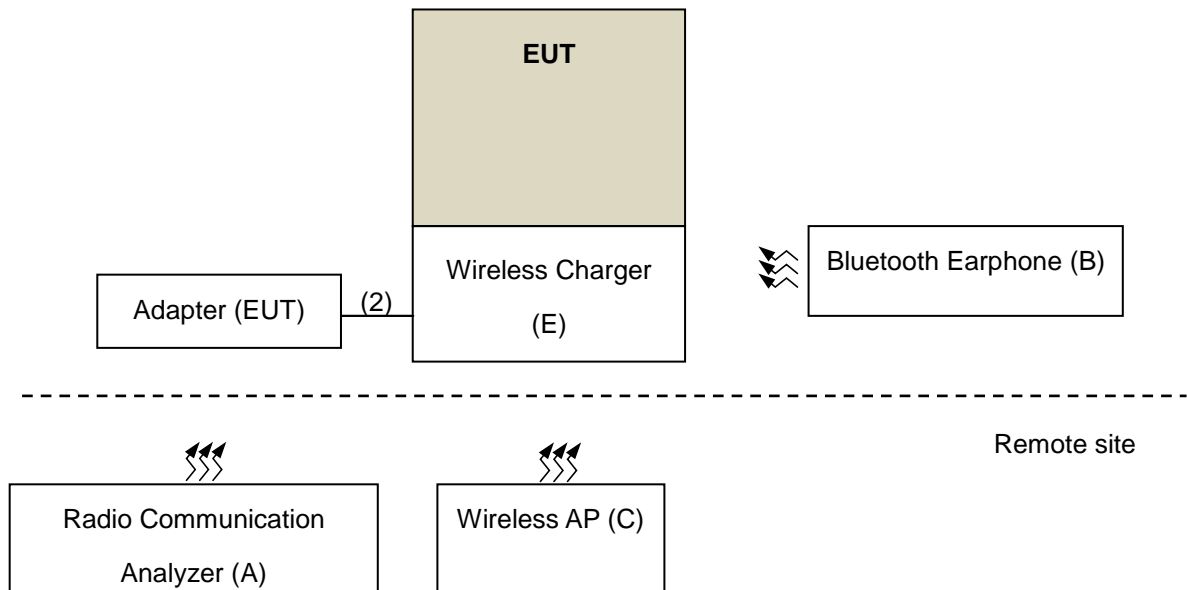 EUT
Wireless Charger
(E)
Bluetooth Earphone (B)
Adapter (EUT)
(2)
Remote site
Radio Communication
Analyzer (A)
Wireless AP (C)